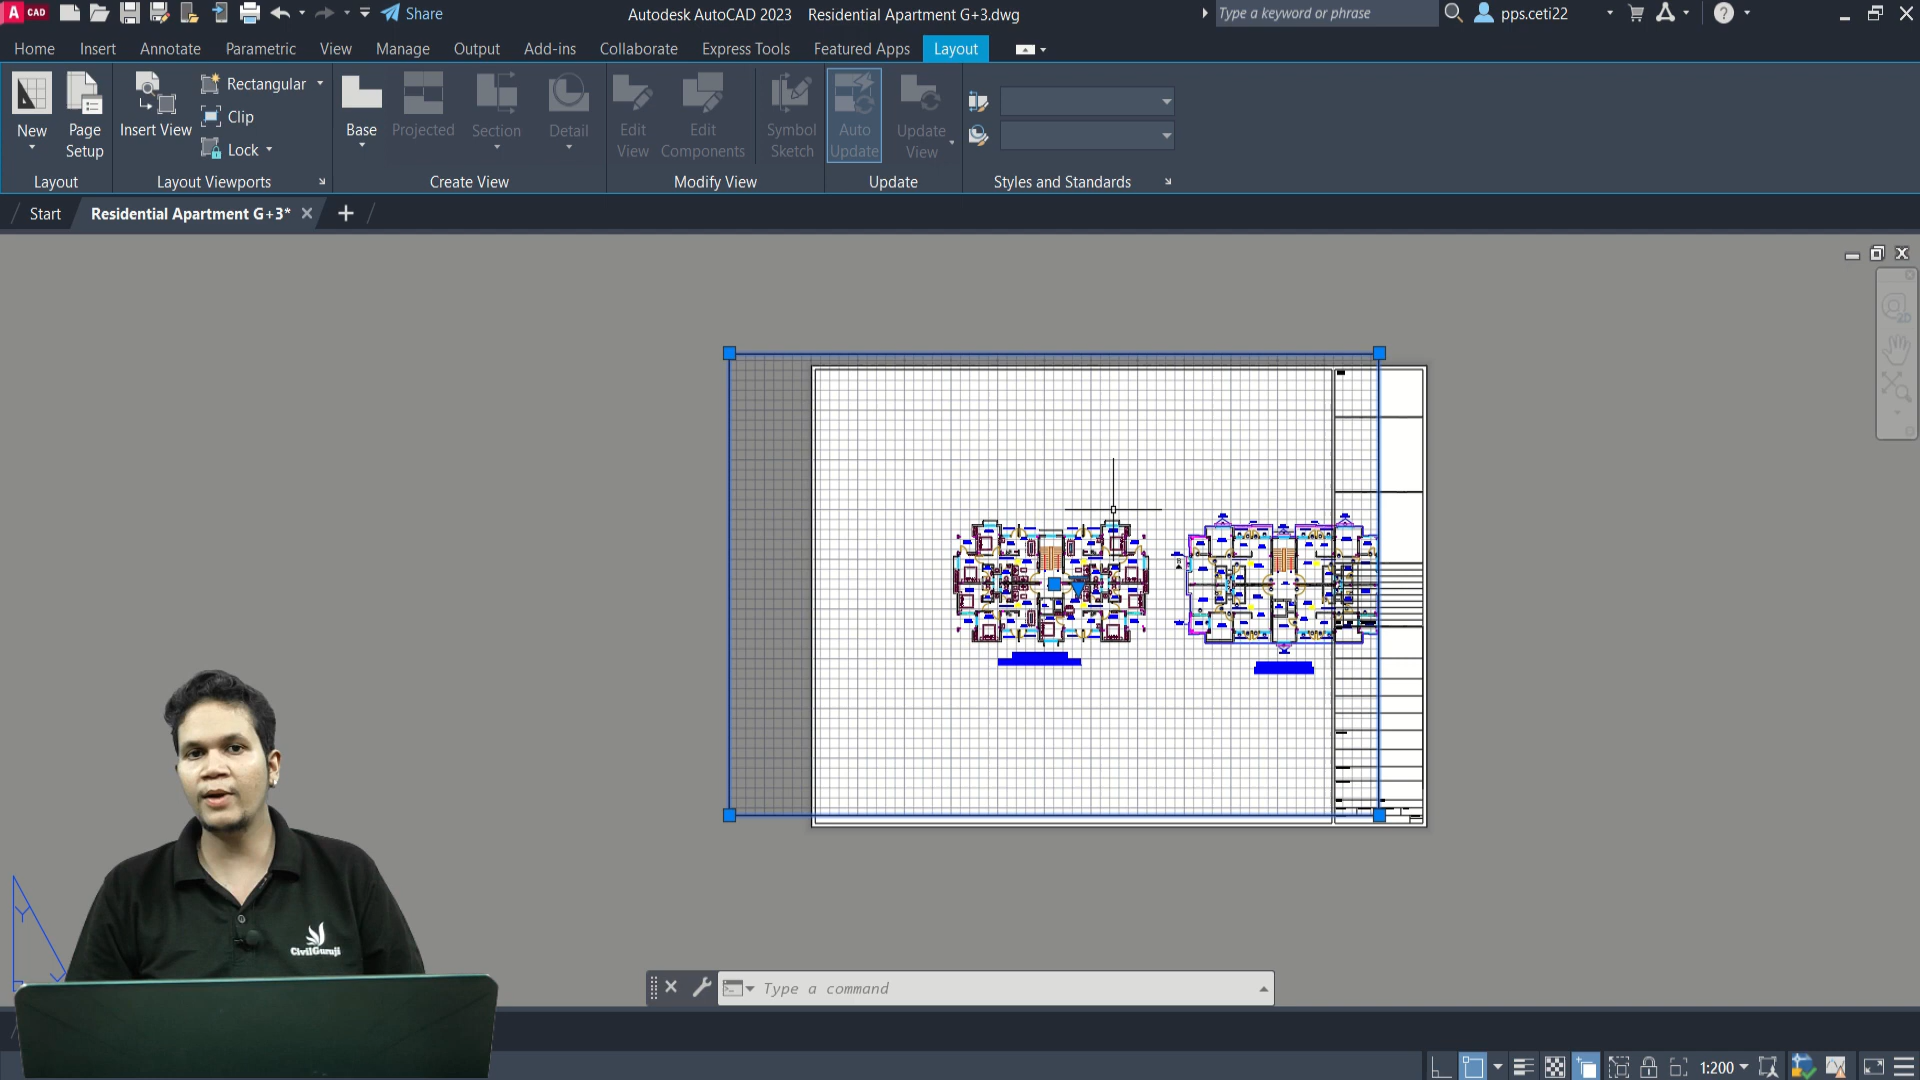 CAD
Share
Autodesk AutoCAD 2023 Residential Apartment G+3.dwg
Type a keyword or phrase
pps.ceti22
Home Insert Annotate Parametric View Manage Output Add-ins Collaborate Express Tools Featured Apps Layout
New
Page Setup
Insert View
Rectangular
Clip
Lock
Base
Projected
Section
Detail
Edit View
Edit Components
Symbol Sketch
Auto Update
Update View
Layout
Layout Viewports
Create View
Modify View
Update
Styles and Standards
Start
Residential Apartment G+3*
CivilGuruji
Y
Type a command
1:200